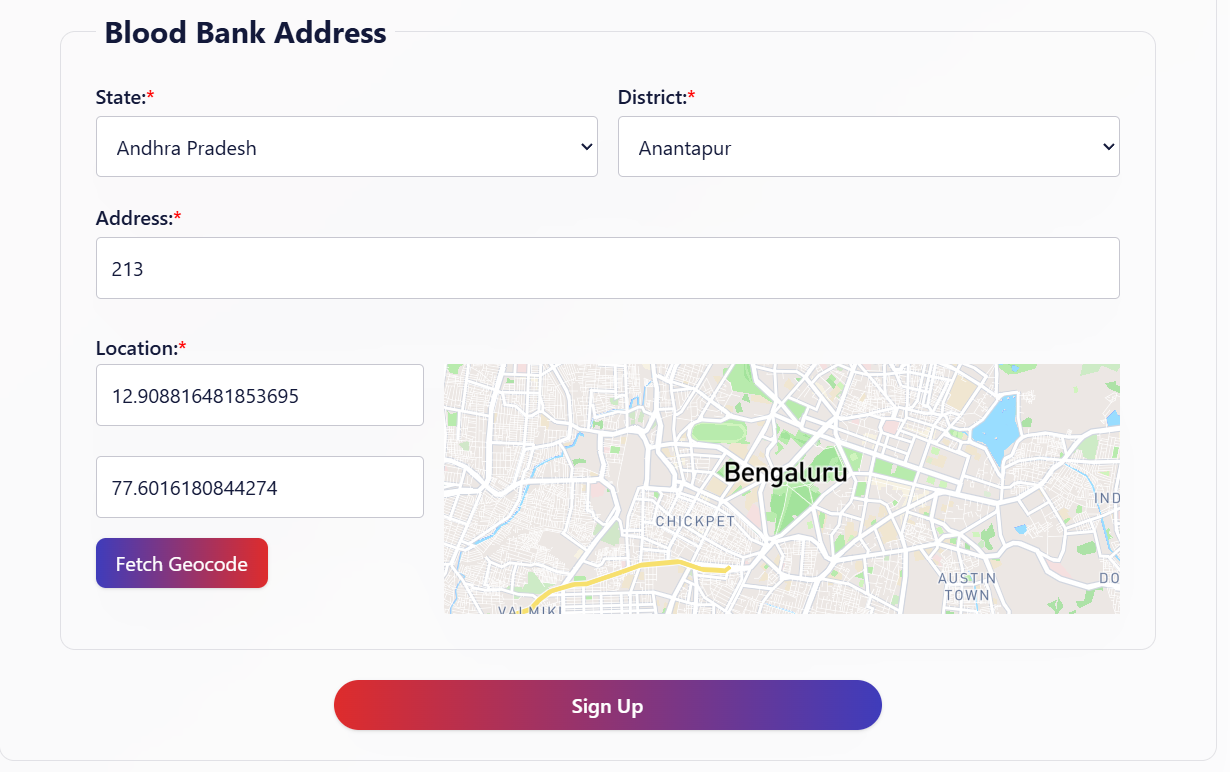 Blood Bank Address
State:* District:*
Andhra Pradesh Anantapur
Address:*
213
Location:*
12.908816481853695
77.6016180844274
Fetch Geocode
Bengaluru
CHICKPET
IND
AUSTIN
TOWN
DO
VALMIKI
Sign Up